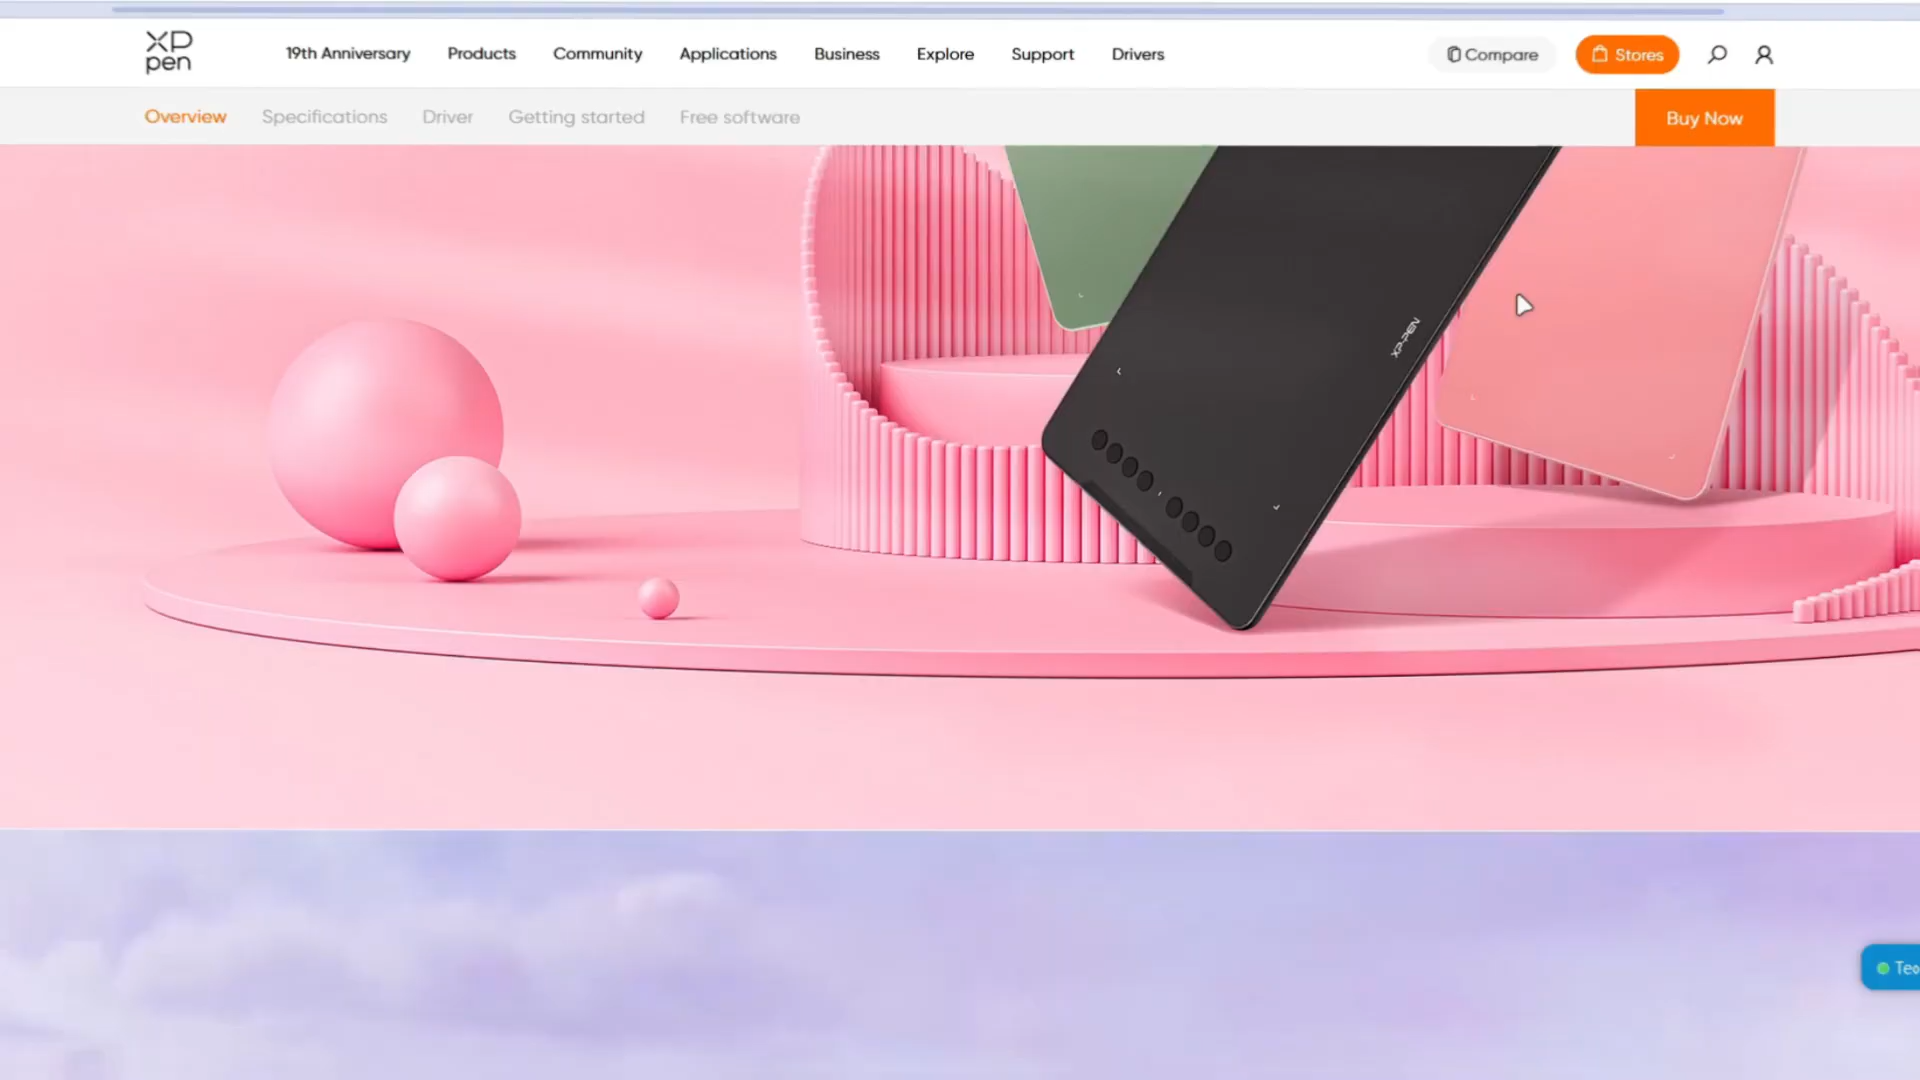 XP
pen
19th Anniversary
Products
Community
Applications
Business
Explore
Support
Drivers
Compare
Stores
Overview
Specifications
Driver
Getting started
Free software
Buy Now
XP-PEN